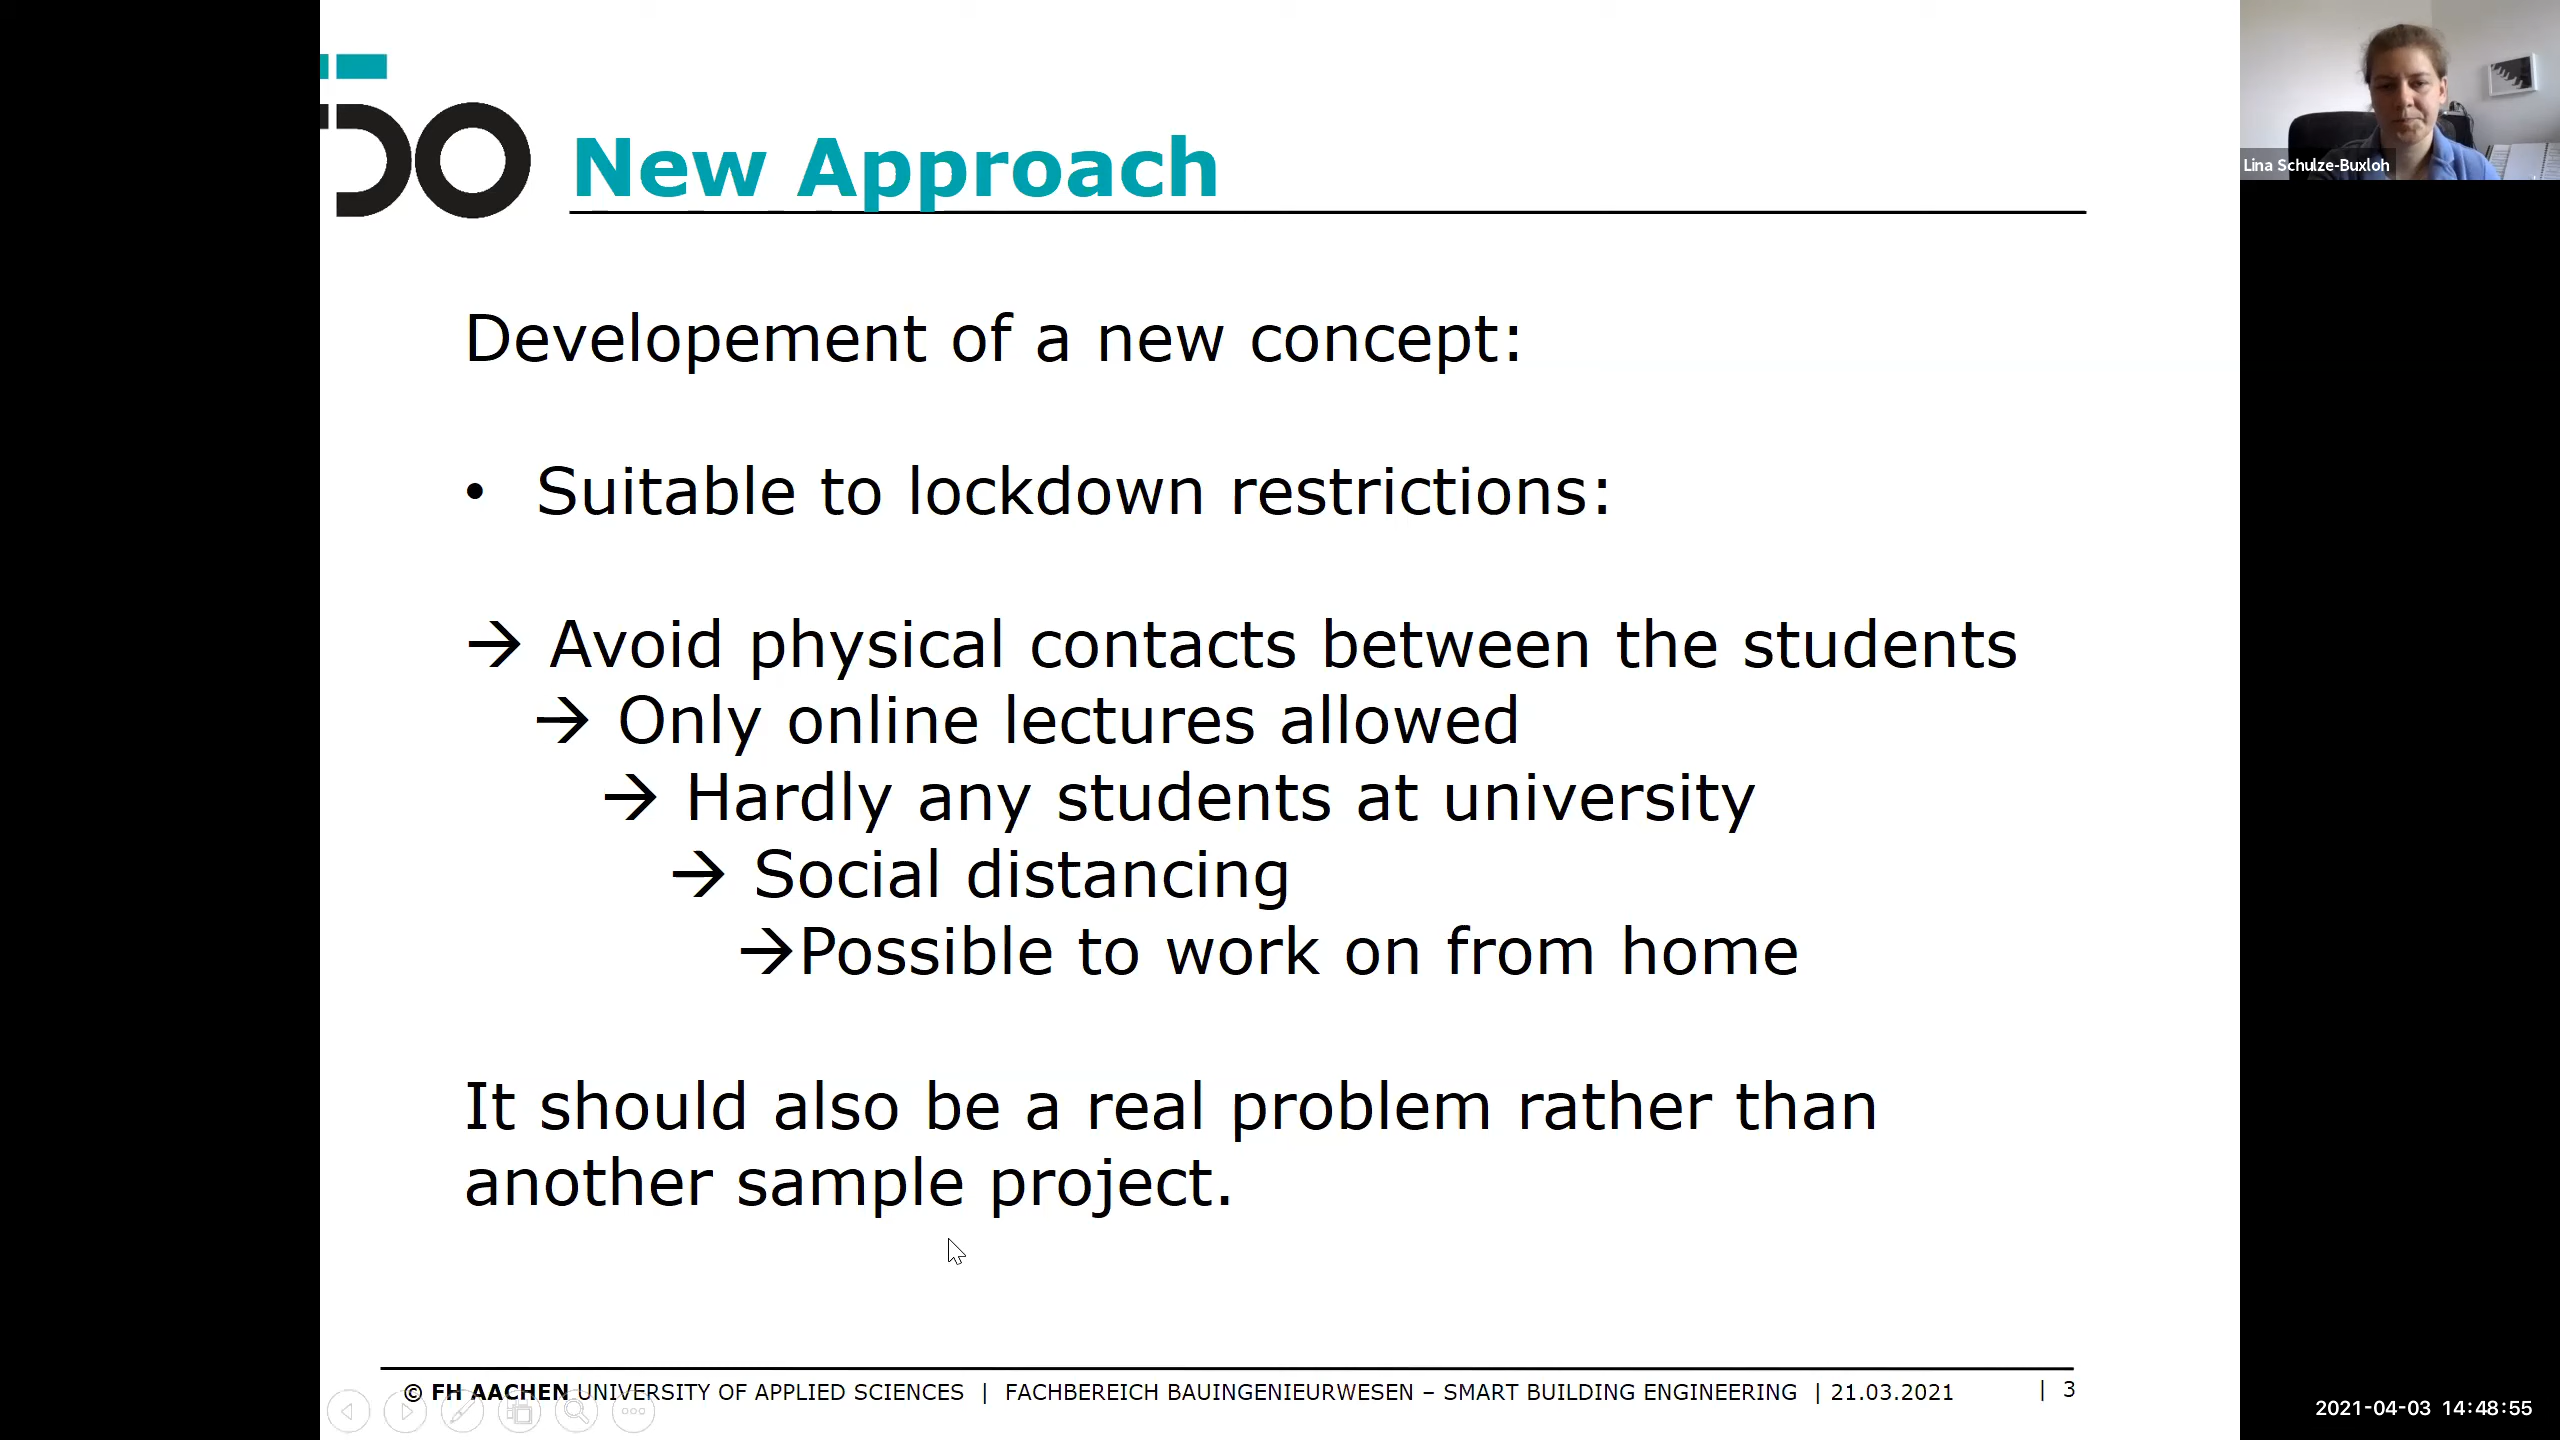 New Approach
Lina Schulze-Buxloh
Developement of a new concept:
• Suitable to lockdown restrictions:
→ Avoid physical contacts between the students
→ Only online lectures allowed
→ Hardly any students at university
→ Social distancing
→Possible to work on from home
It should also be a real problem rather than
another sample project.
© FH AACHEN UNIVERSITY OF APPLIED SCIENCES | FACHBEREICH BAUINGENIEURWESEN – SMART BUILDING ENGINEERING | 21.03.2021 | 3
2021-04-03 14:48:55